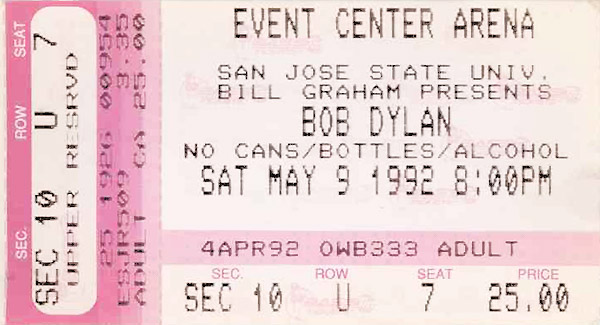 EVENT CENTER ARENA
SAN JOSE STATE UNIV.
BILL GRAHAM PRESENTS
BOB DYLAN
NO CANS/BOTTLES/ALCOHOL
SAT MAY 9 1992 8:00PM
4APR92 OWB333 ADULT
SEC. ROW SEAT PRICE
SEC 10 U 7 25.00
SEC. ROW SEAT
SEC 10 U 7
UPPER RESRVD
25 1926 00954
ESJR509 3.35
ADULT CA 25.00